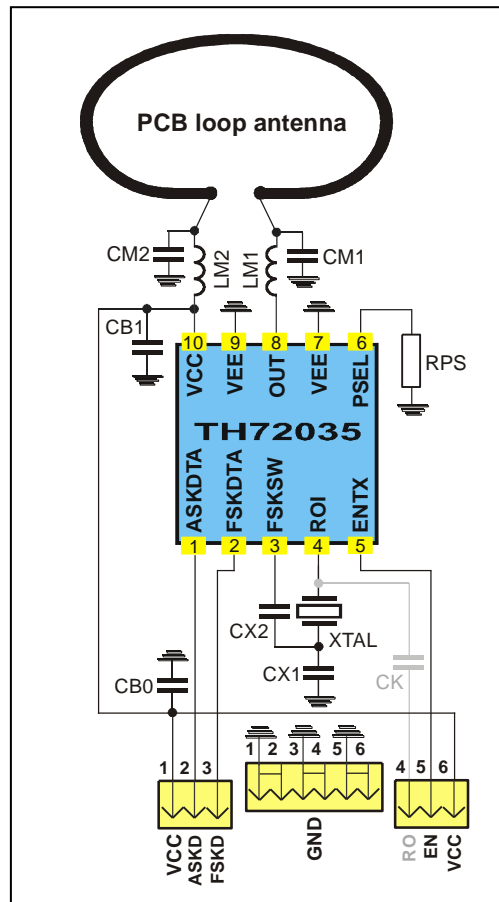 PCB loop antenna
CM2
LM2
LM1
CM1
CB1
10
9
8
7
6
VCC
VEE
OUT
VEE
PSEL
RPS
TH72035
ASKDTA
FSKDTA
FSKSW
ROI
ENTX
1
2
3
4
5
CX2
XTAL
CX1
CK
CB0
1
2
3
1
2
3
4
5
6
4
5
6
VCC
ASKD
FSKD
GND
RO
EN
VCC